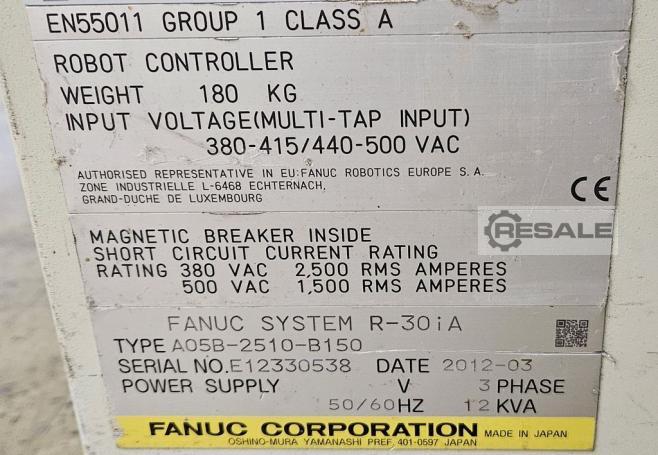 EN55011 GROUP 1 CLASS A
ROBOT CONTROLLER
WEIGHT 180 KG
INPUT VOLTAGE(MULTI-TAP INPUT)
380-415/440-500 VAC
AUTHORISED REPRESENTATIVE IN EU:FANUC ROBOTICS EUROPE S.A.
ZONE INDUSTRIELLE L-6468 ECHTERNACH,
GRAND-DUCHE DE LUXEMBOURG
CE
RESALE
MAGNETIC BREAKER INSIDE
SHORT CIRCUIT CURRENT RATING
RATING 380 VAC 2,500 RMS AMPERES
500 VAC 1,500 RMS AMPERES
FANUC SYSTEM R-30iA
TYPE A05B-2510-B150
SERIAL NO.E12330538 DATE 2012-03
POWER SUPPLY V 3 PHASE
50/60HZ 12 KVA
FANUC CORPORATION MADE IN JAPAN
OSHINO-MURA YAMANASHI PREF. 401-0597 JAPAN